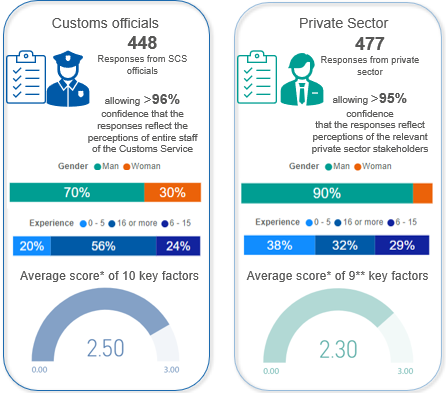 Customs officials
448
Responses from SCS
officials
allowing >96%
confidence that the
responses reflect the
perceptions of entire staff
of the Customs Service
Gender Man Woman
70% 30%
Experience 0 - 5 16 or more 6 - 15
20% 56% 24%
Average score* of 10 key factors
2.50
0.00 3.00
Private Sector
477
Responses from private
sector
allowing >95%
confidence
that the responses reflect
perceptions of the relevant
private sector stakeholders
Gender Man Woman
90%
Experience 0 - 5 16 or more 6 - 15
38% 32% 29%
Average score* of 9** key factors
2.30
0.00 3.00